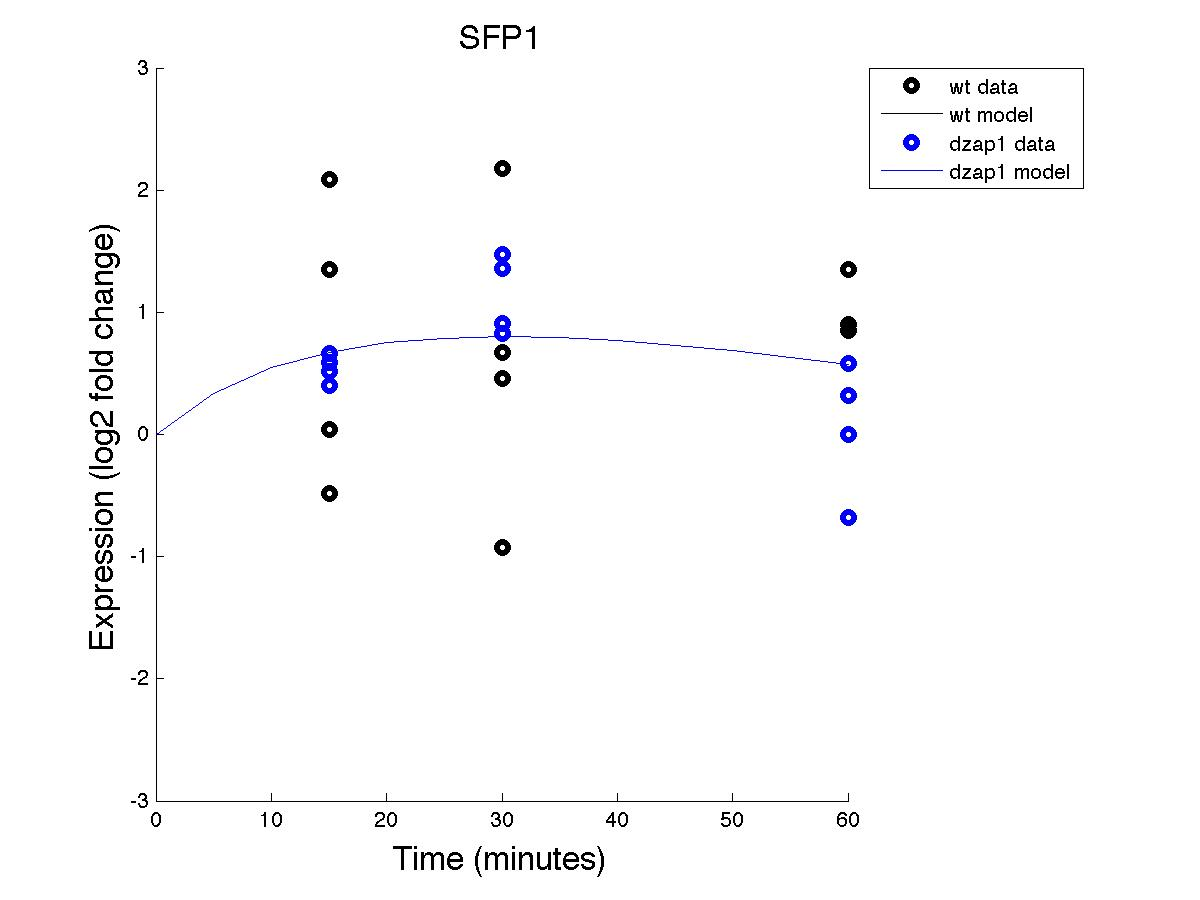 SFP1
wt data
wt model
dzap1 data
dzap1 model
Expression (log2 fold change)
3
2
1
0
-1
-2
-3
0 10 20 30 40 50 60
Time (minutes)